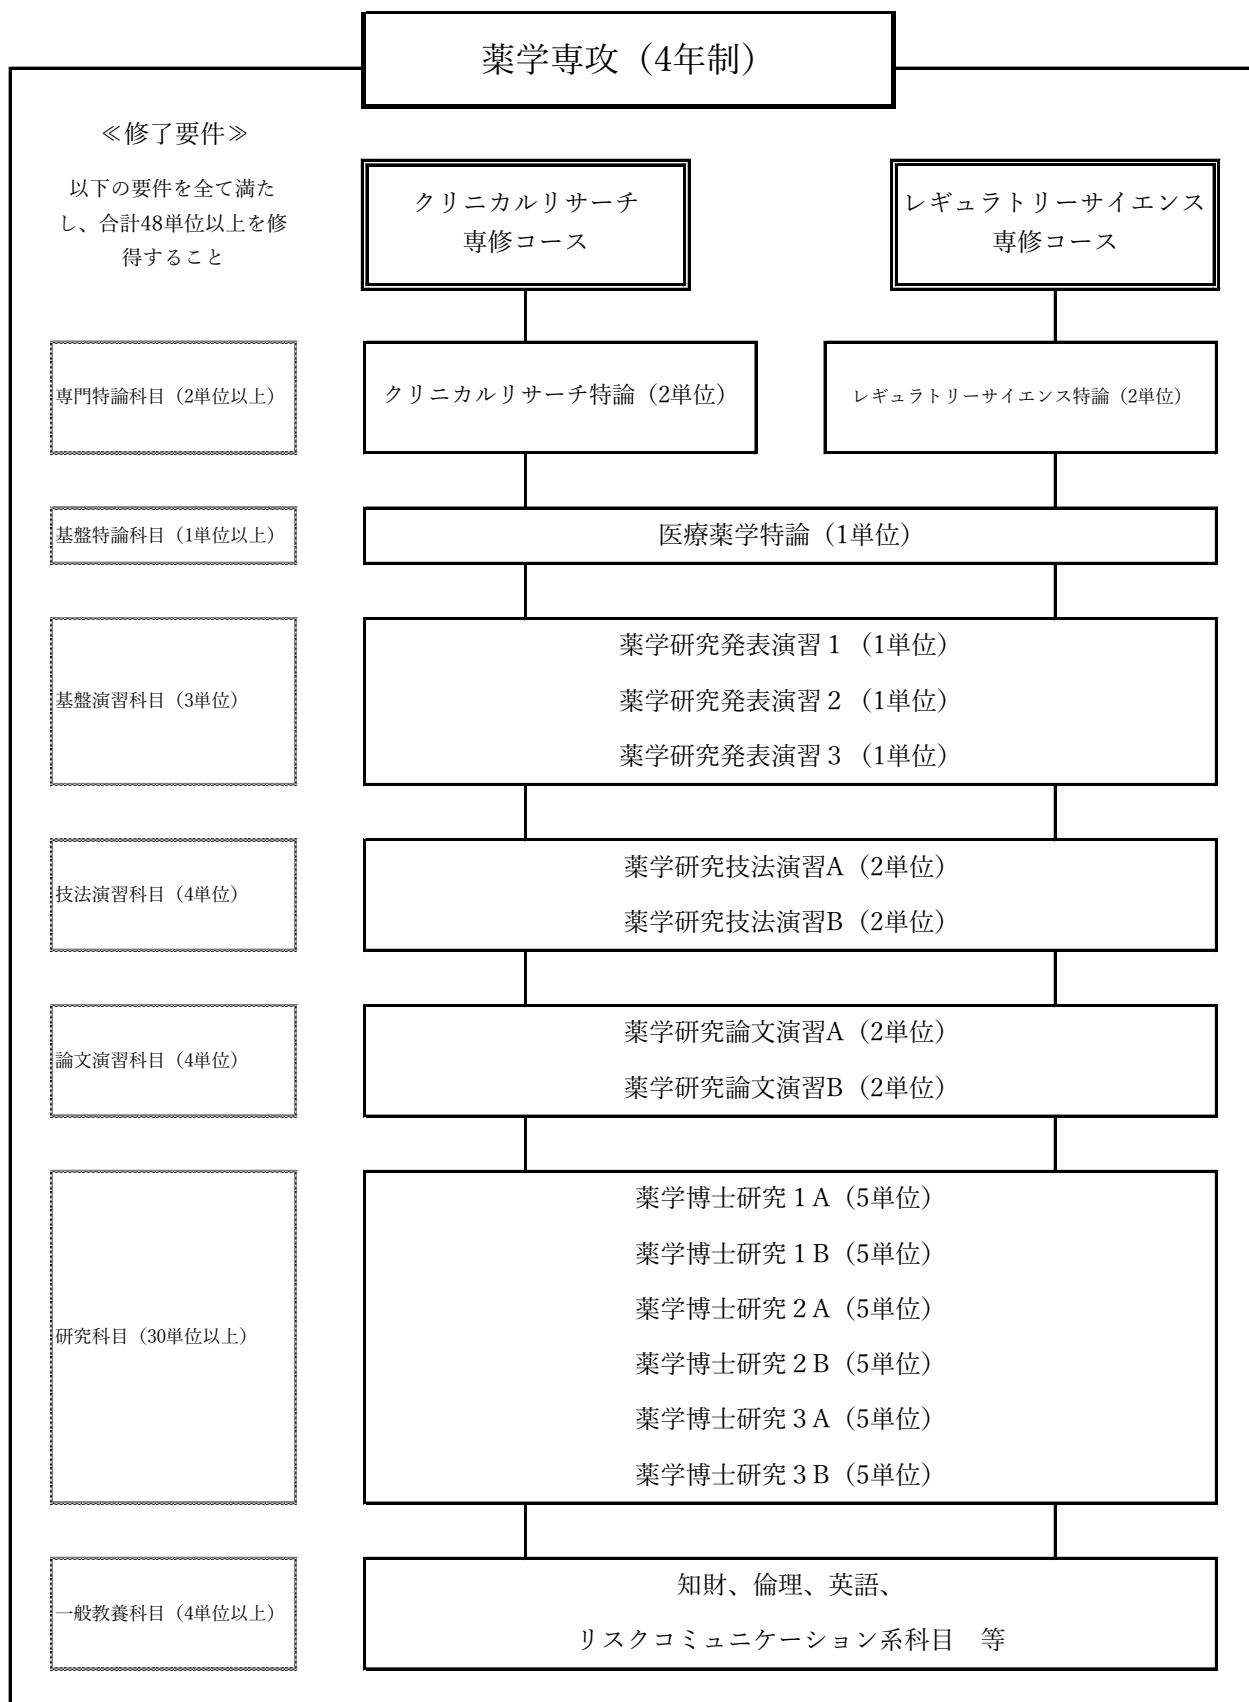 薬学専攻（4年制）
≪修了要件≫
以下の要件を全て満た
し、合計48単位以上を修
得すること
クリニカルリサーチ
専修コース
レギュラトリーサイエンス
専修コース
専門特論科目（2単位以上）
クリニカルリサーチ特論（2単位）
レギュラトリーサイエンス特論（2単位）
基盤特論科目（1単位以上）
医療薬学特論（1単位）
基盤演習科目（3単位）
薬学研究発表演習１（1単位）
薬学研究発表演習２（1単位）
薬学研究発表演習３（1単位）
技法演習科目（4単位）
薬学研究技法演習A（2単位）
薬学研究技法演習B（2単位）
論文演習科目（4単位）
薬学研究論文演習A（2単位）
薬学研究論文演習B（2単位）
研究科目（30単位以上）
薬学博士研究１A（5単位）
薬学博士研究１B（5単位）
薬学博士研究２A（5単位）
薬学博士研究２B（5単位）
薬学博士研究３A（5単位）
薬学博士研究３B（5単位）
一般教養科目（4単位以上）
知財、倫理、英語、
リスクコミュニケーション系科目　等